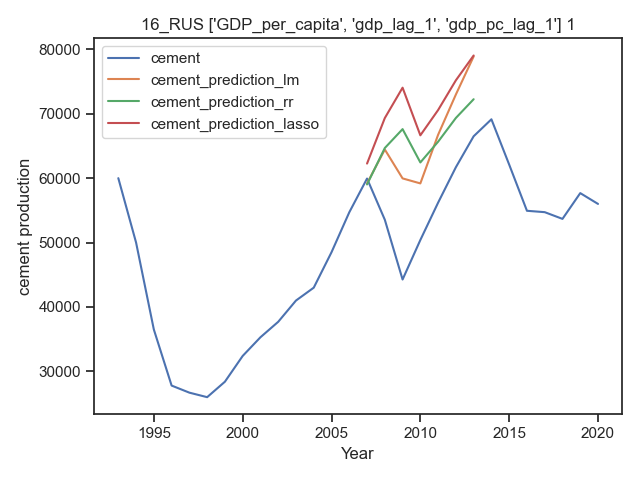 16_RUS ['GDP_per_capita', 'gdp_lag_1', 'gdp_pc_lag_1'] 1
cement
cement_prediction_lm
cement_prediction_rr
cement_prediction_lasso
cement production
80000
70000
60000
50000
40000
30000
1995
2000
2005
2010
2015
2020
Year